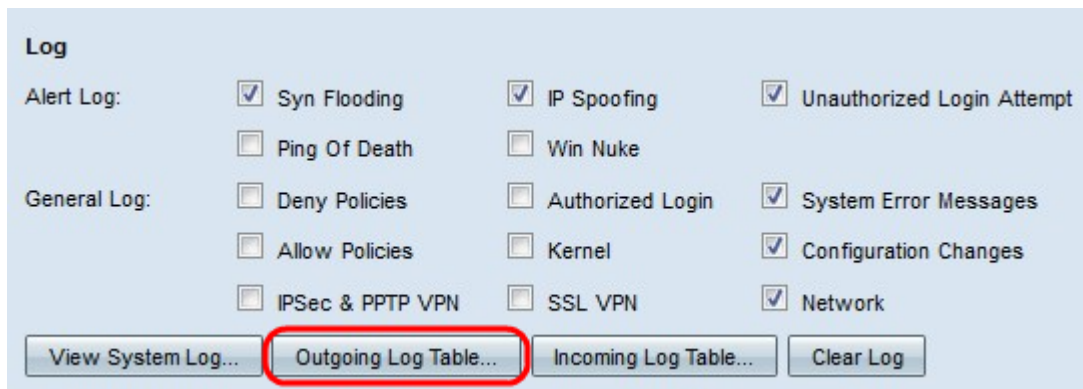 Log
Alert Log: Syn Flooding IP Spoofing Unauthorized Login Attempt
Ping Of Death Win Nuke
General Log: Deny Policies Authorized Login System Error Messages
Allow Policies Kernel Configuration Changes
IPSec & PPTP VPN SSL VPN Network
View System Log... Outgoing Log Table... Incoming Log Table... Clear Log